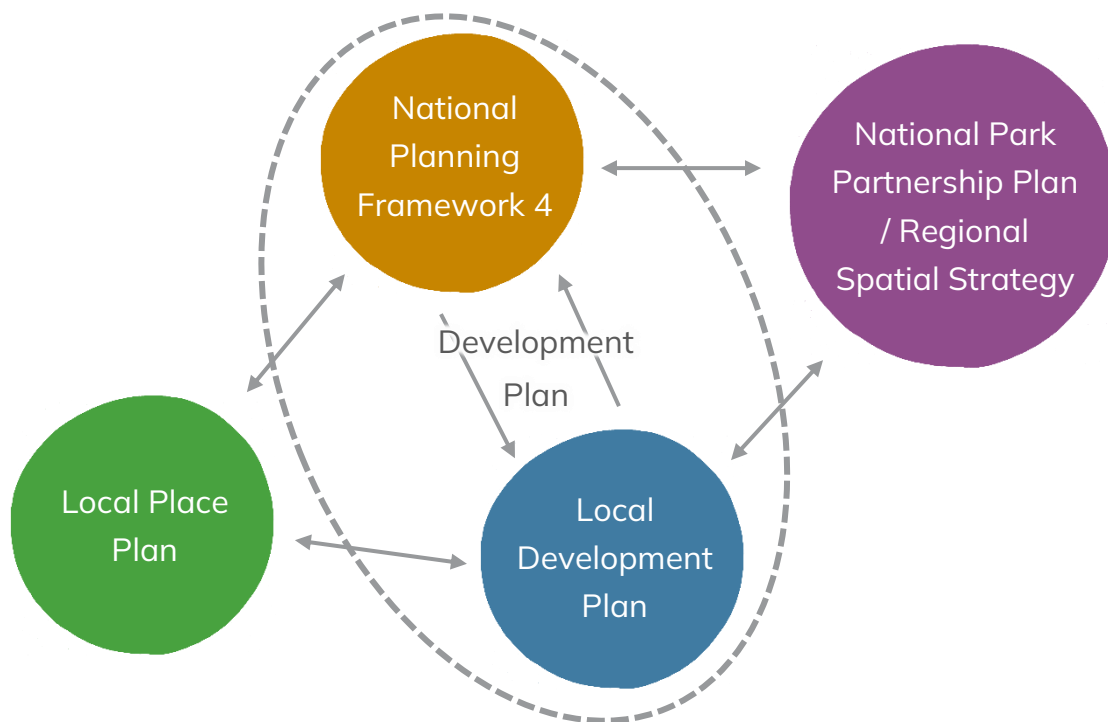 National
Planning
Framework 4
National Park
Partnership Plan
/ Regional
Spatial Strategy
Development
Plan
Local Place
Plan
Local
Development
Plan